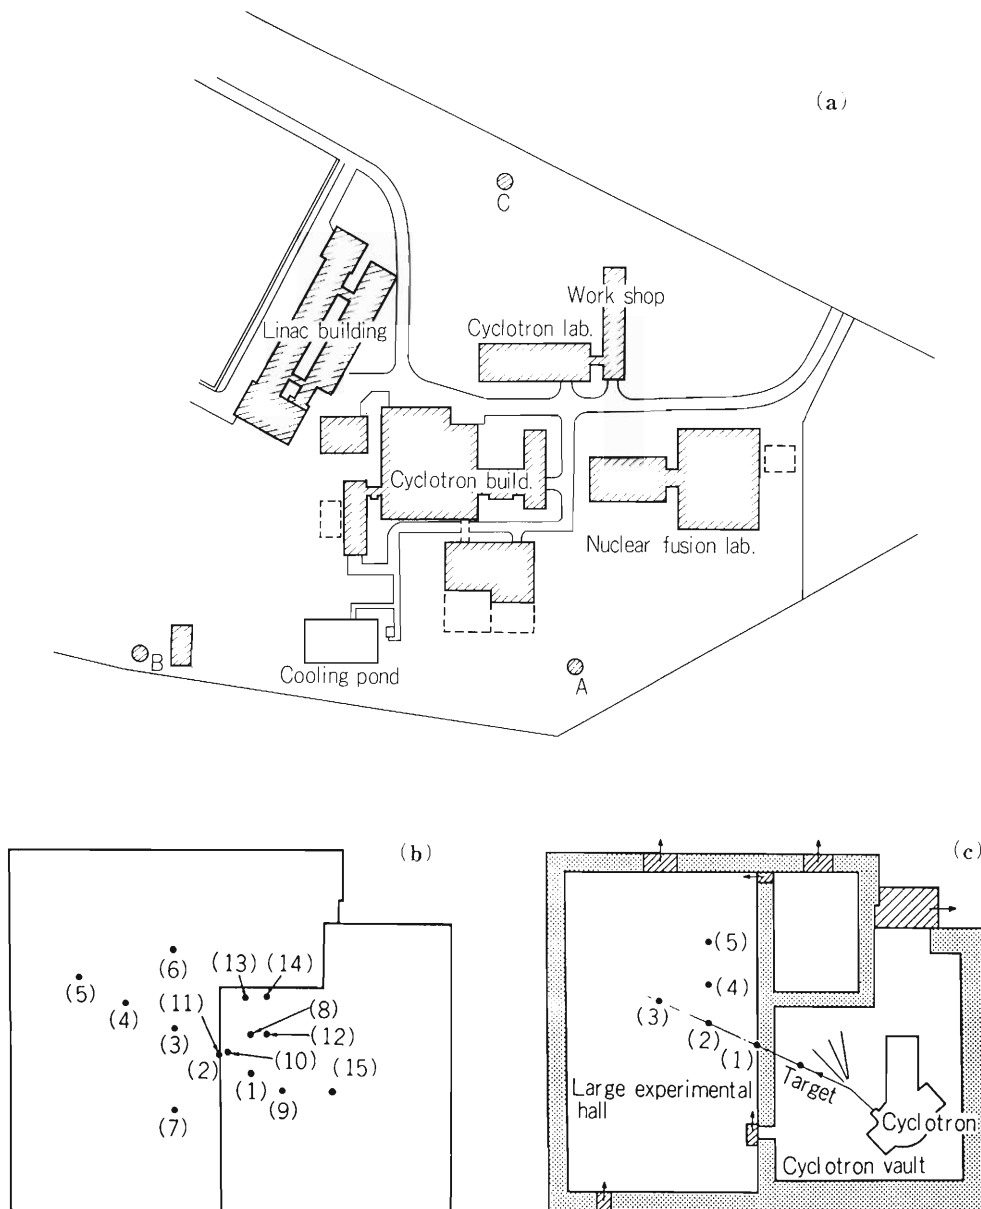 (a)
C
Work shop
Cyclotron lab.
Linac building
Cyclotron build.
Nuclear fusion lab.
B
Cooling pond
A
(b)
(6)
(13) (14)
(5)
(11)
(4)
(8)
(3)
(12)
(2)
(10)
(1)
(15)
(9)
(7)
(c)
(5)
(4)
(3)
(2)
(1)
Target
Large experimental
hall
Cyclotron
Cyclotron vault